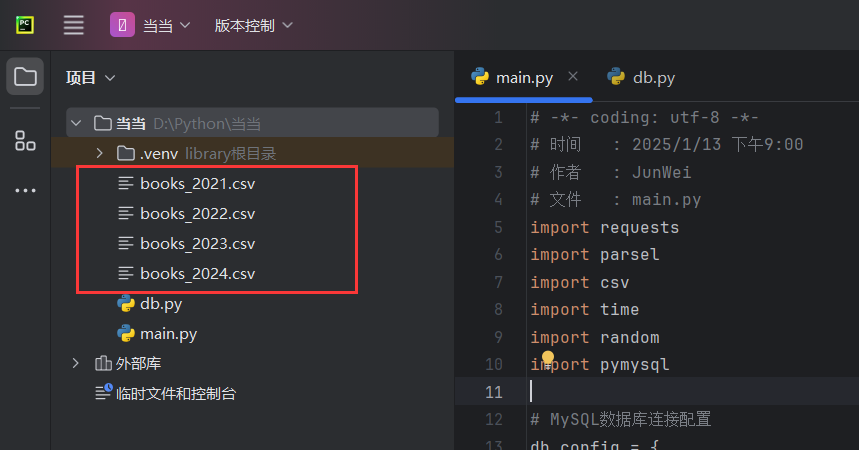 PC
当当
版本控制
项目
当当 D:\Python\当当
.venv library根目录
books_2021.csv
books_2022.csv
books_2023.csv
books_2024.csv
db.py
main.py
外部库
临时文件和控制台
main.py
db.py
1 # -*- coding: utf-8 -*-
2 # 时间 : 2025/1/13 下午9:00
3 # 作者 : JunWei
4 # 文件 : main.py
5 import requests
6 import parsel
7 import csv
8 import time
9 import random
10 import pymysql
11
12 # MySQL数据库连接配置
13 db_config = {